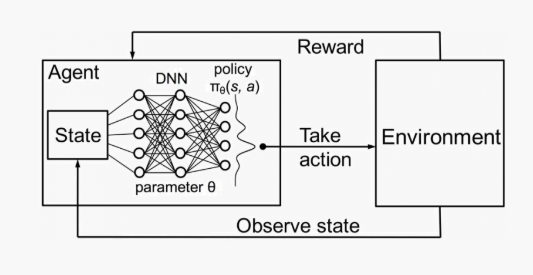 Reward
Agent
DNN
policy
πθ(s, a)
State
Take
action
Environment
parameter θ
Observe state